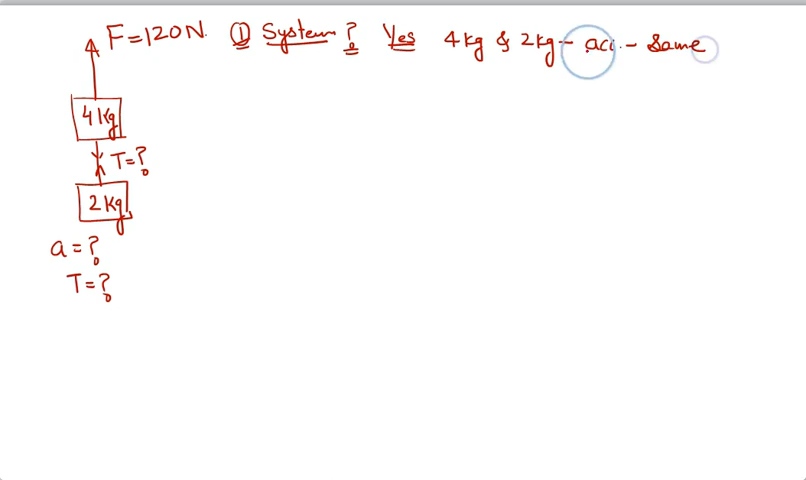 F=120N. ① System ? Yes 4kg & 2kg - acc. - Same
4Kg
T=?
2Kg
a=?
T=?